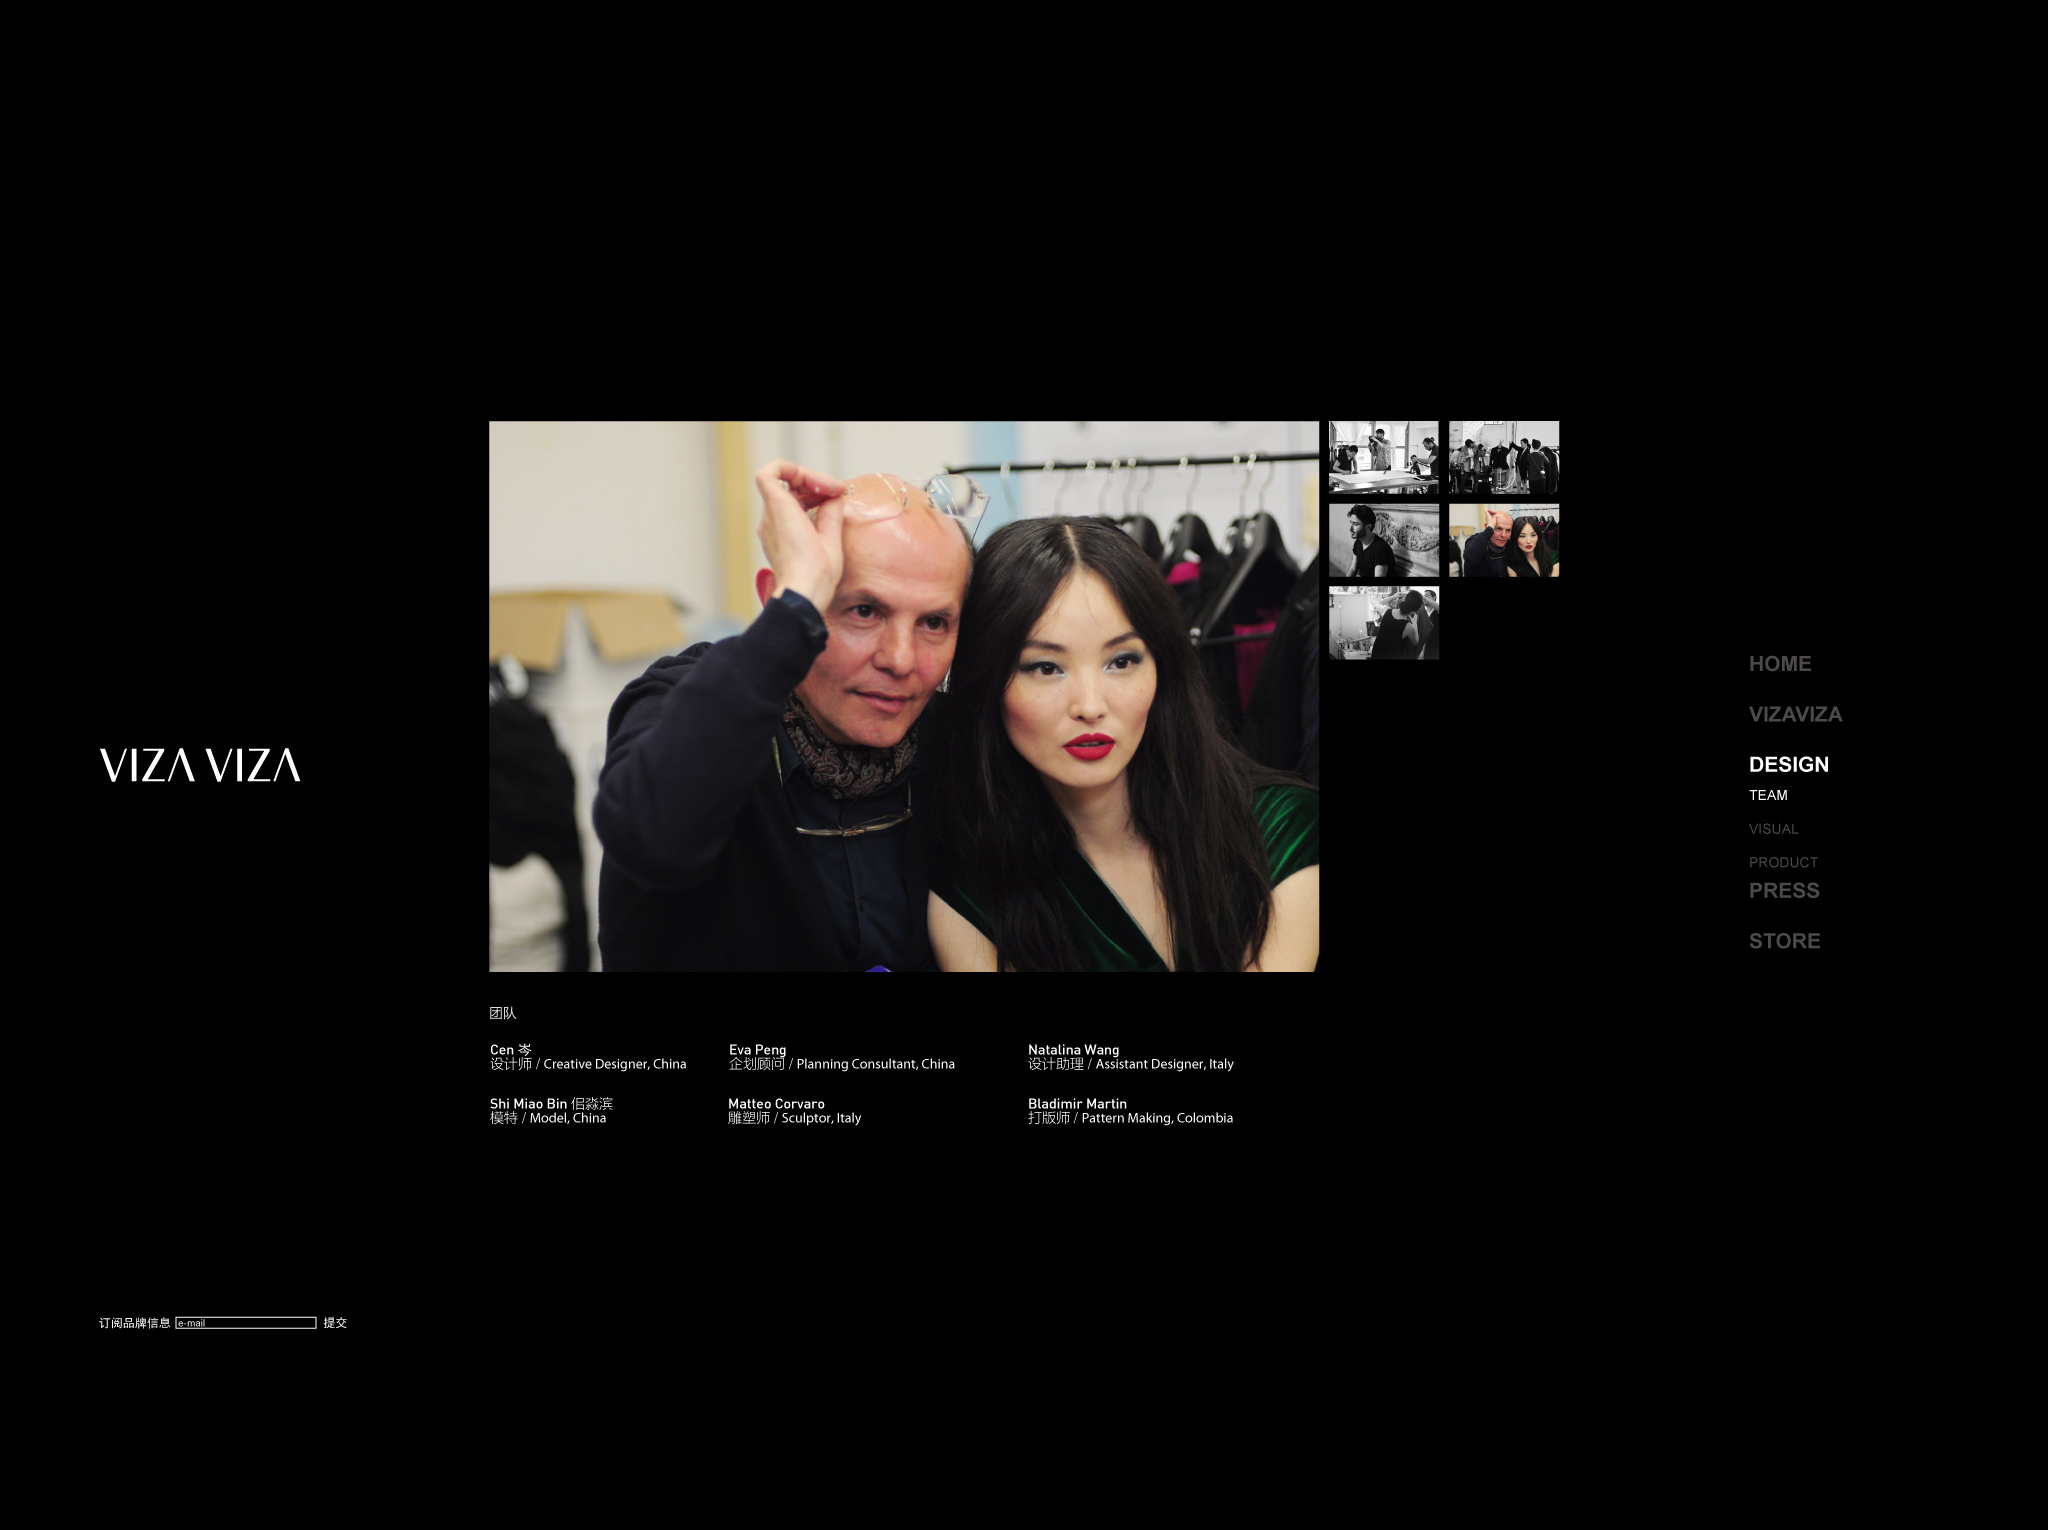 VIZA VIZA
HOME
VIZAVIZA
DESIGN
TEAM
VISUAL
PRODUCT
PRESS
STORE
团队
Cen 岑
设计师 / Creative Designer, China
Eva Peng
企划顾问 / Planning Consultant, China
Natalina Wang
设计助理 / Assistant Designer, Italy
Shi Miao Bin 侣淼滨
模特 / Model, China
Matteo Corvaro
雕塑师 / Sculptor, Italy
Bladimir Martin
打版师 / Pattern Making, Colombia
订阅品牌信息 e-mail 提交